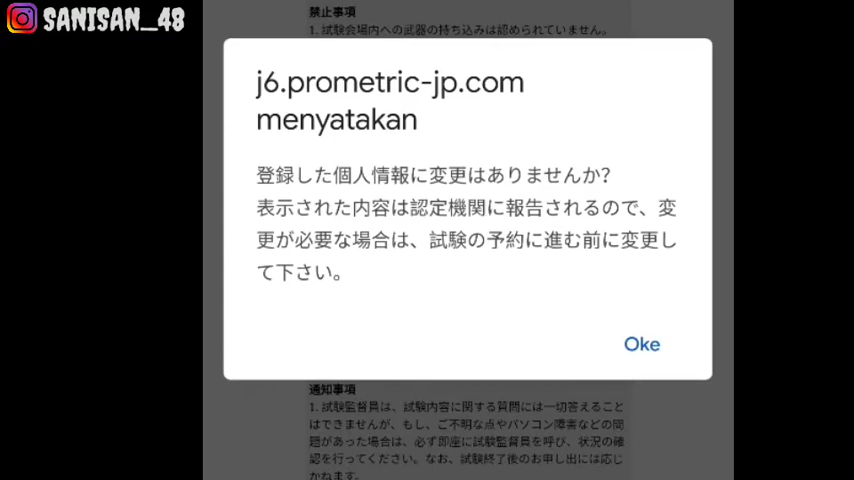 SANISAN_48
禁止事項
1. 試験会場内への武器の持ち込みは認められていません。
j6.prometric-jp.com
menyatakan
登録した個人情報に変更はありませんか?
表示された内容は認定機関に報告されるので、変
更が必要な場合は、試験の予約に進む前に変更し
て下さい。
Oke
通知事項
1. 試験監督員は、試験内容に関する質問には一切答えること
はできませんが、もし、ご不明な点やパソコン障害などの問
題があった場合は、必ず即座に試験監督員を呼び、状況の確
認を行ってください。なお、試験終了後のお申し出には応じ
かねます。